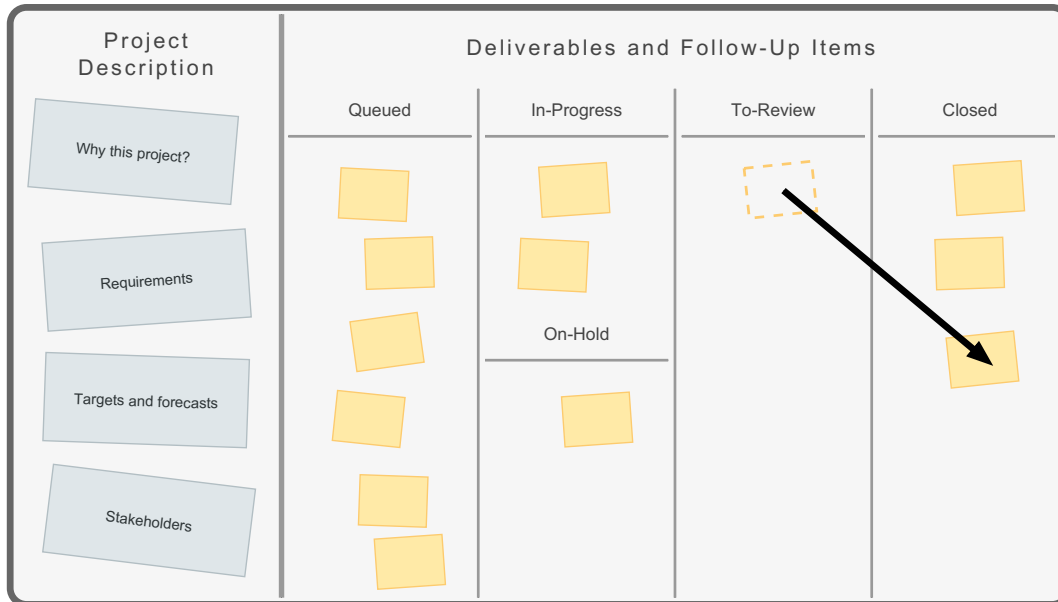 Project
Description
Why this project?
Requirements
Targets and forecasts
Stakeholders
Deliverables and Follow-Up Items
Queued
In-Progress
On-Hold
To-Review
Closed